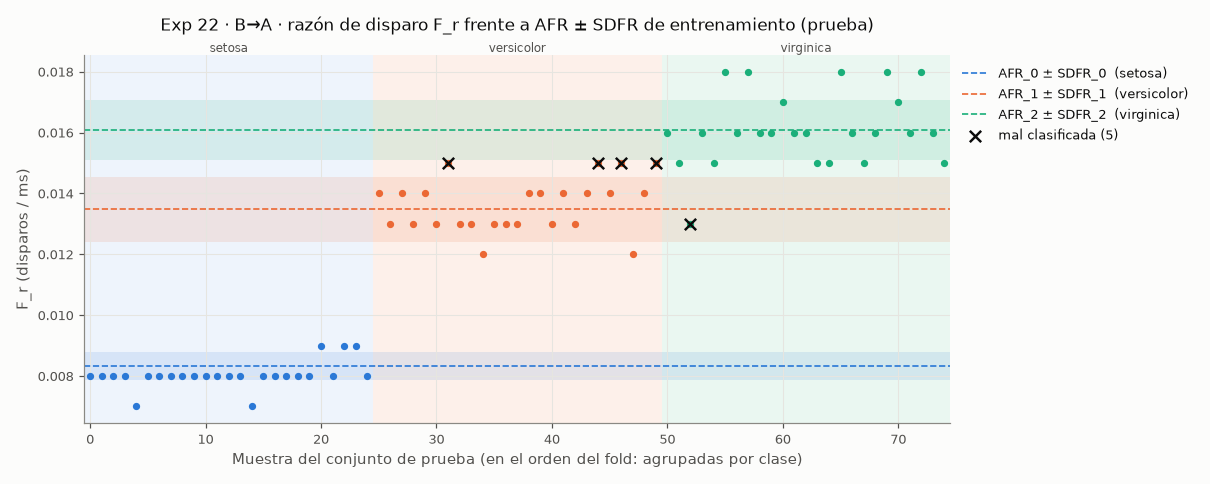 Exp 22 · B→A · razón de disparo F_r frente a AFR ± SDFR de entrenamiento (prueba)
setosa
versicolor
virginica
0.018
0.016
0.014
0.012
0.010
0.008
F_r (disparos / ms)
0
10
20
30
40
50
60
70
Muestra del conjunto de prueba (en el orden del fold: agrupadas por clase)
AFR_0 ± SDFR_0 (setosa)
AFR_1 ± SDFR_1 (versicolor)
AFR_2 ± SDFR_2 (virginica)
mal clasificada (5)